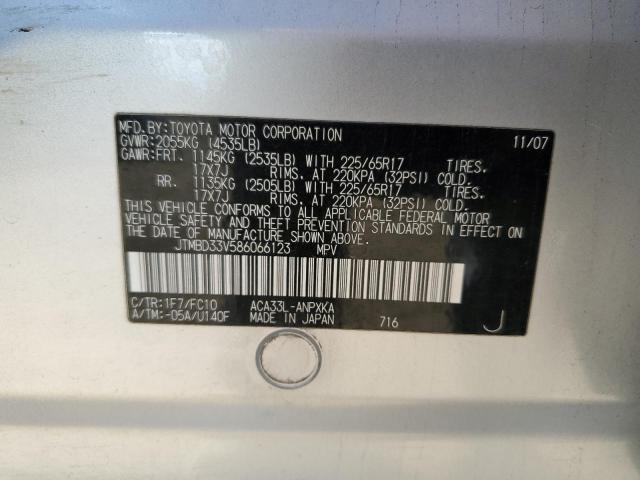 MFD.BY:TOYOTA MOTOR CORPORATION 11/07
GVWR:2055KG (4535LB)
GAWR:FRT. 1145KG (2535LB) WITH 225/65R17 TIRES.
17X7J RIMS, AT 220KPA (32PSI) COLD.
RR. 1135KG (2505LB) WITH 225/65R17 TIRES.
17X7J RIMS, AT 220KPA (32PSI) COLD.
THIS VEHICLE CONFORMS TO ALL APPLICABLE FEDERAL MOTOR
VEHICLE SAFETY AND THEFT PREVENTION STANDARDS IN EFFECT ON
THE DATE OF MANUFACTURE SHOWN ABOVE.
JTMBD33V586066123 MPV
C/TR:1F7/FC10 ACA33L-ANPXKA
A/TM:-05A/U140F MADE IN JAPAN 716 J